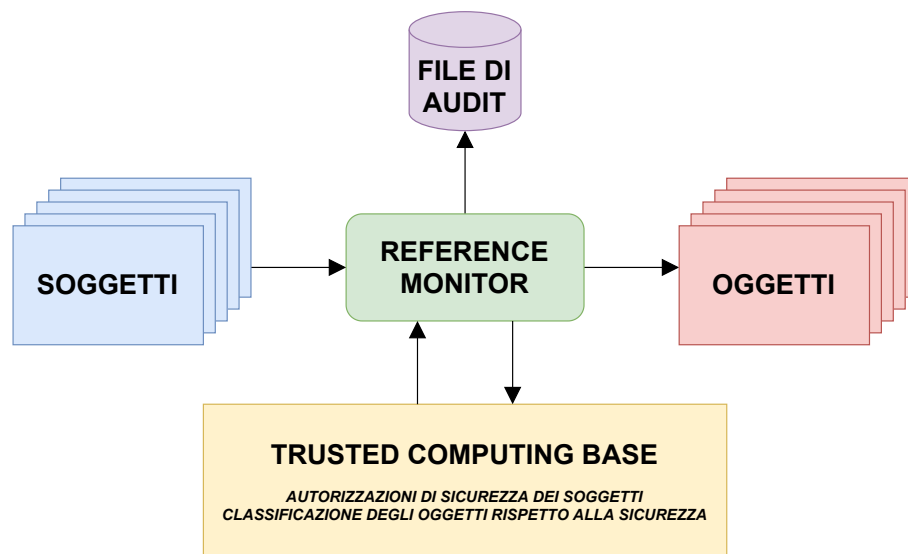 FILE DI
AUDIT
SOGGETTI
REFERENCE
MONITOR
OGGETTI
TRUSTED COMPUTING BASE
AUTORIZZAZIONI DI SICUREZZA DEI SOGGETTI
CLASSIFICAZIONE DEGLI OGGETTI RISPETTO ALLA SICUREZZA